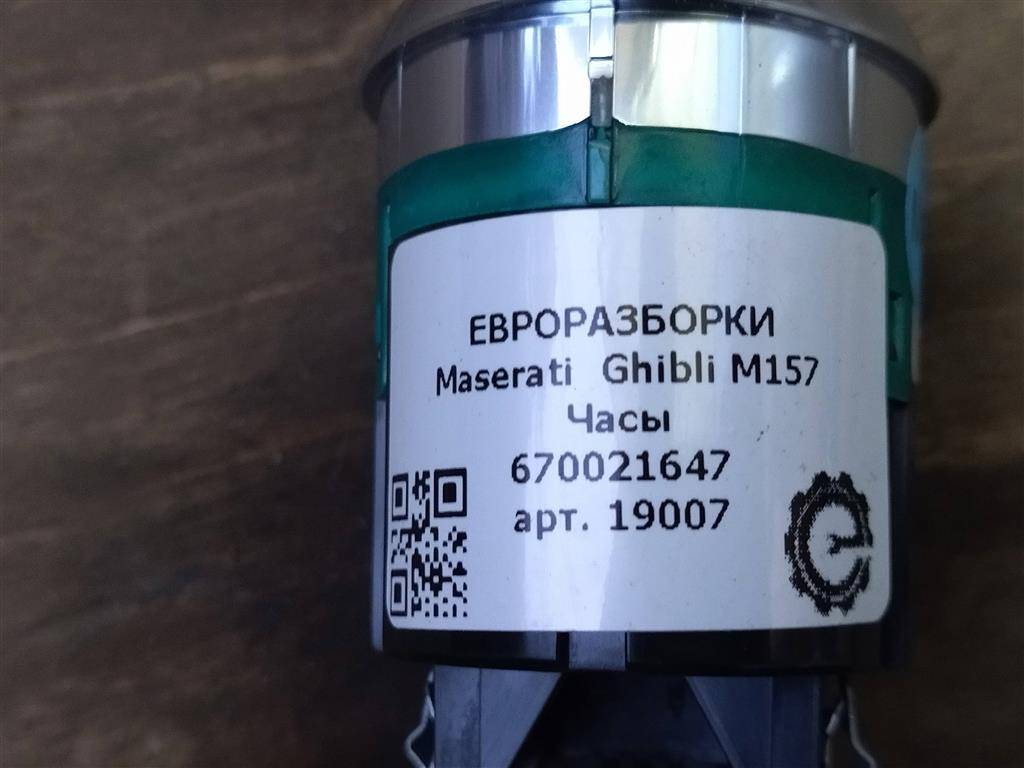 ЕВРОРАЗБОРКИ
Maserati Ghibli M157
Часы
670021647
арт. 19007